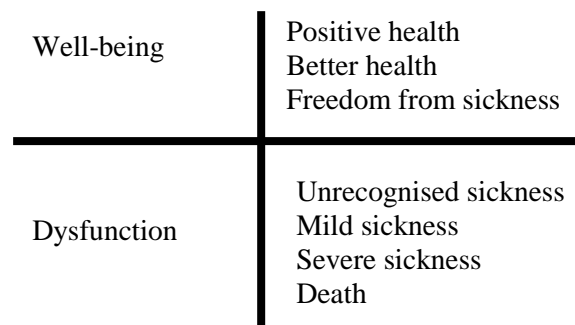 Well-being
Positive health
Better health
Freedom from sickness
Dysfunction
Unrecognised sickness
Mild sickness
Severe sickness
Death